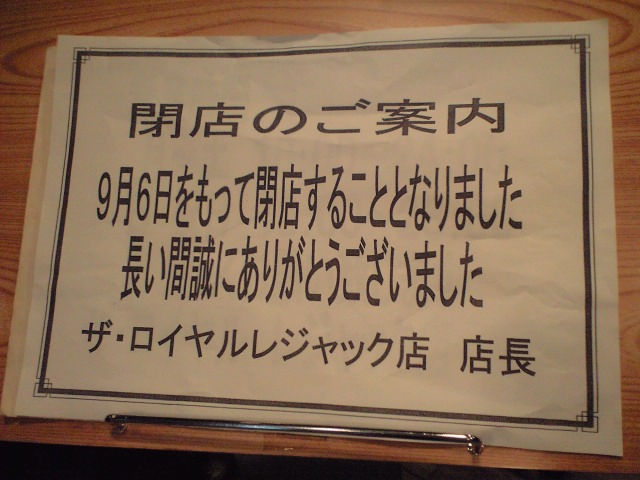 閉店のご案内
9月6日をもって閉店することとなりました
長い間誠にありがとうございました
ザ・ロイヤルレジャック店　店長